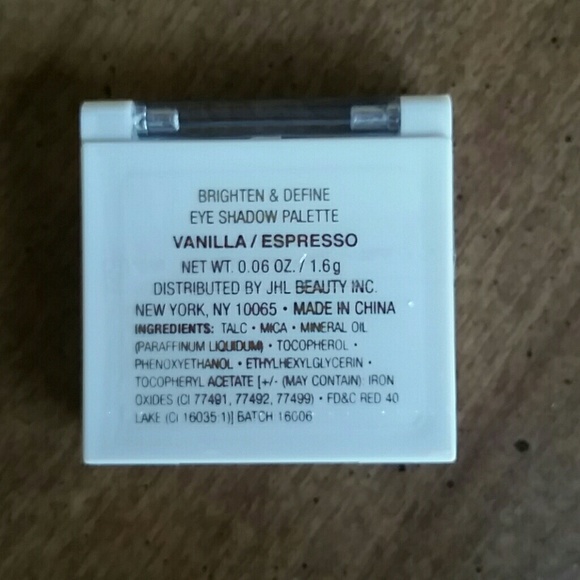 BRIGHTEN & DEFINE
EYE SHADOW PALETTE
VANILLA / ESPRESSO
NET WT. 0.06 OZ. / 1.6g
DISTRIBUTED BY JHL BEAUTY INC.
NEW YORK, NY 10065 • MADE IN CHINA
INGREDIENTS: TALC • MICA • MINERAL OIL
(PARAFFINUM LIQUIDUM) • TOCOPHEROL •
PHENOXYETHANOL • ETHYLHEXYLGLYCERIN •
TOCOPHERYL ACETATE [+/- (MAY CONTAIN): IRON
OXIDES (CI 77491, 77492, 77499) • FD&C RED 40
LAKE (CI 16035:1)] BATCH 16006